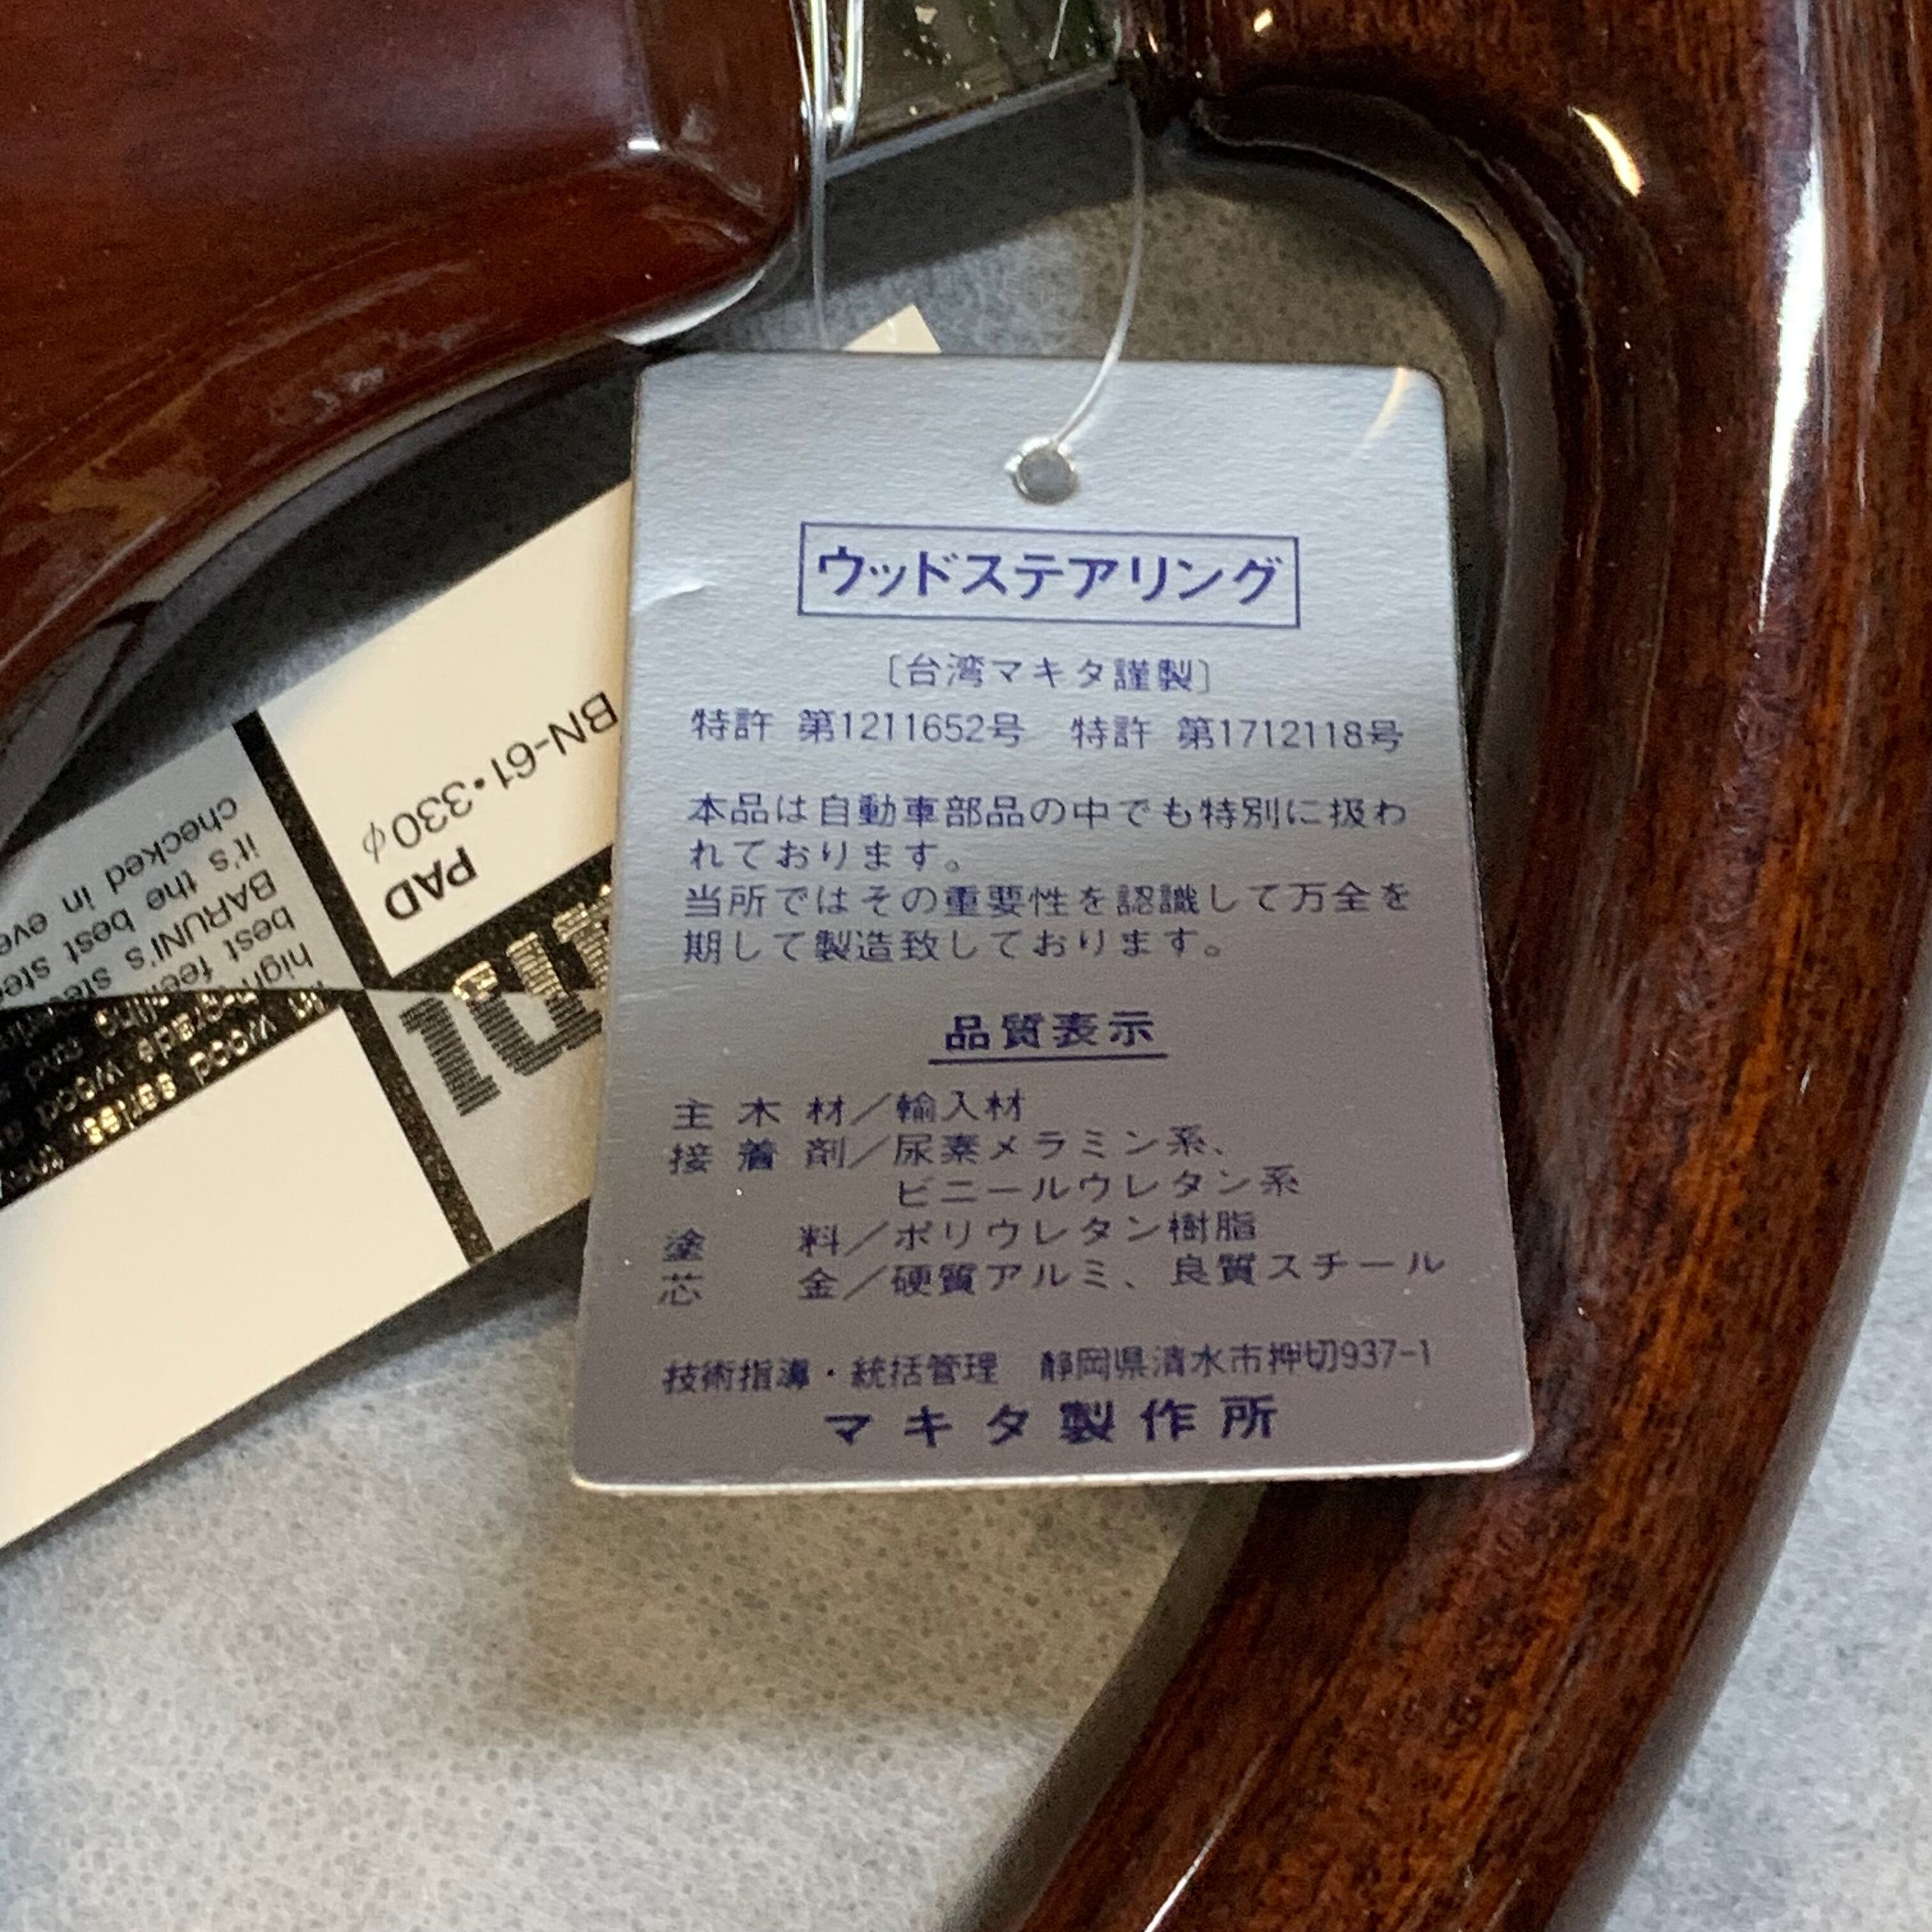 ウッドステアリング
〔台湾マキタ謹製〕
特許 第1211652号 特許 第1712118号
本品は自動車部品の中でも特別に扱わ
れております。
当所ではその重要性を認識して万全を
期して製造致しております。
品質表示
主木材／輸入材
接着剤／尿素メラミン系、
ビニールウレタン系
塗料／ポリウレタン樹脂
芯金／硬質アルミ、良質スチール
技術指導・統括管理 静岡県清水市押切937-1
マキタ製作所
PAD
BN-61・330φ
wood series,
high-grade wood
best feeling and
BARUNI's
it's the best
checked in